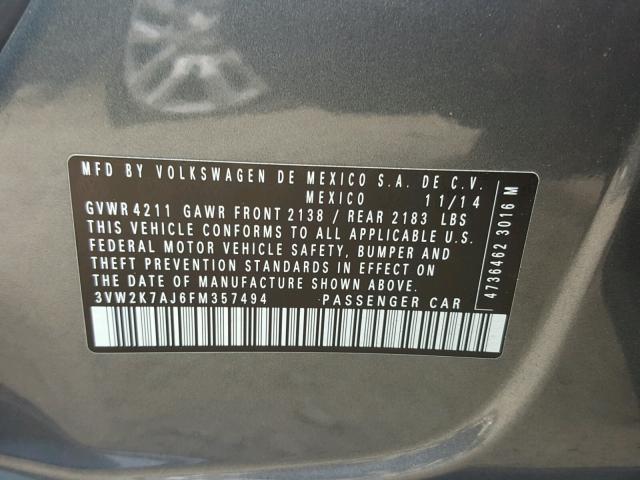 MFD BY VOLKSWAGEN DE MEXICO S.A. DE C.V.
MEXICO 11/14
GVWR 4211 GAWR FRONT 2138 / REAR 2183 LBS
THIS VEHICLE CONFORMS TO ALL APPLICABLE U.S.
FEDERAL MOTOR VEHICLE SAFETY, BUMPER AND
THEFT PREVENTION STANDARDS IN EFFECT ON
THE DATE OF MANUFACTURE SHOWN ABOVE.
3VW2K7AJ6FM357494 PASSENGER CAR
4736462 3016 M